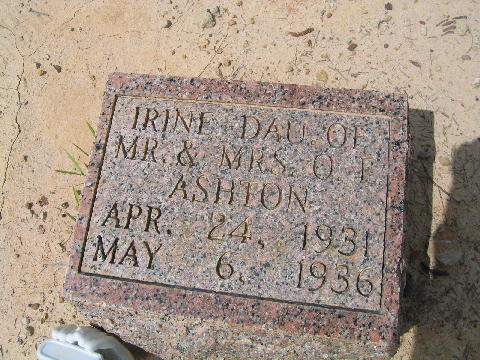 IRINE DAU. OF
MR. & MRS. O. F.
ASHTON
APR. 24, 1931
MAY 6, 1936